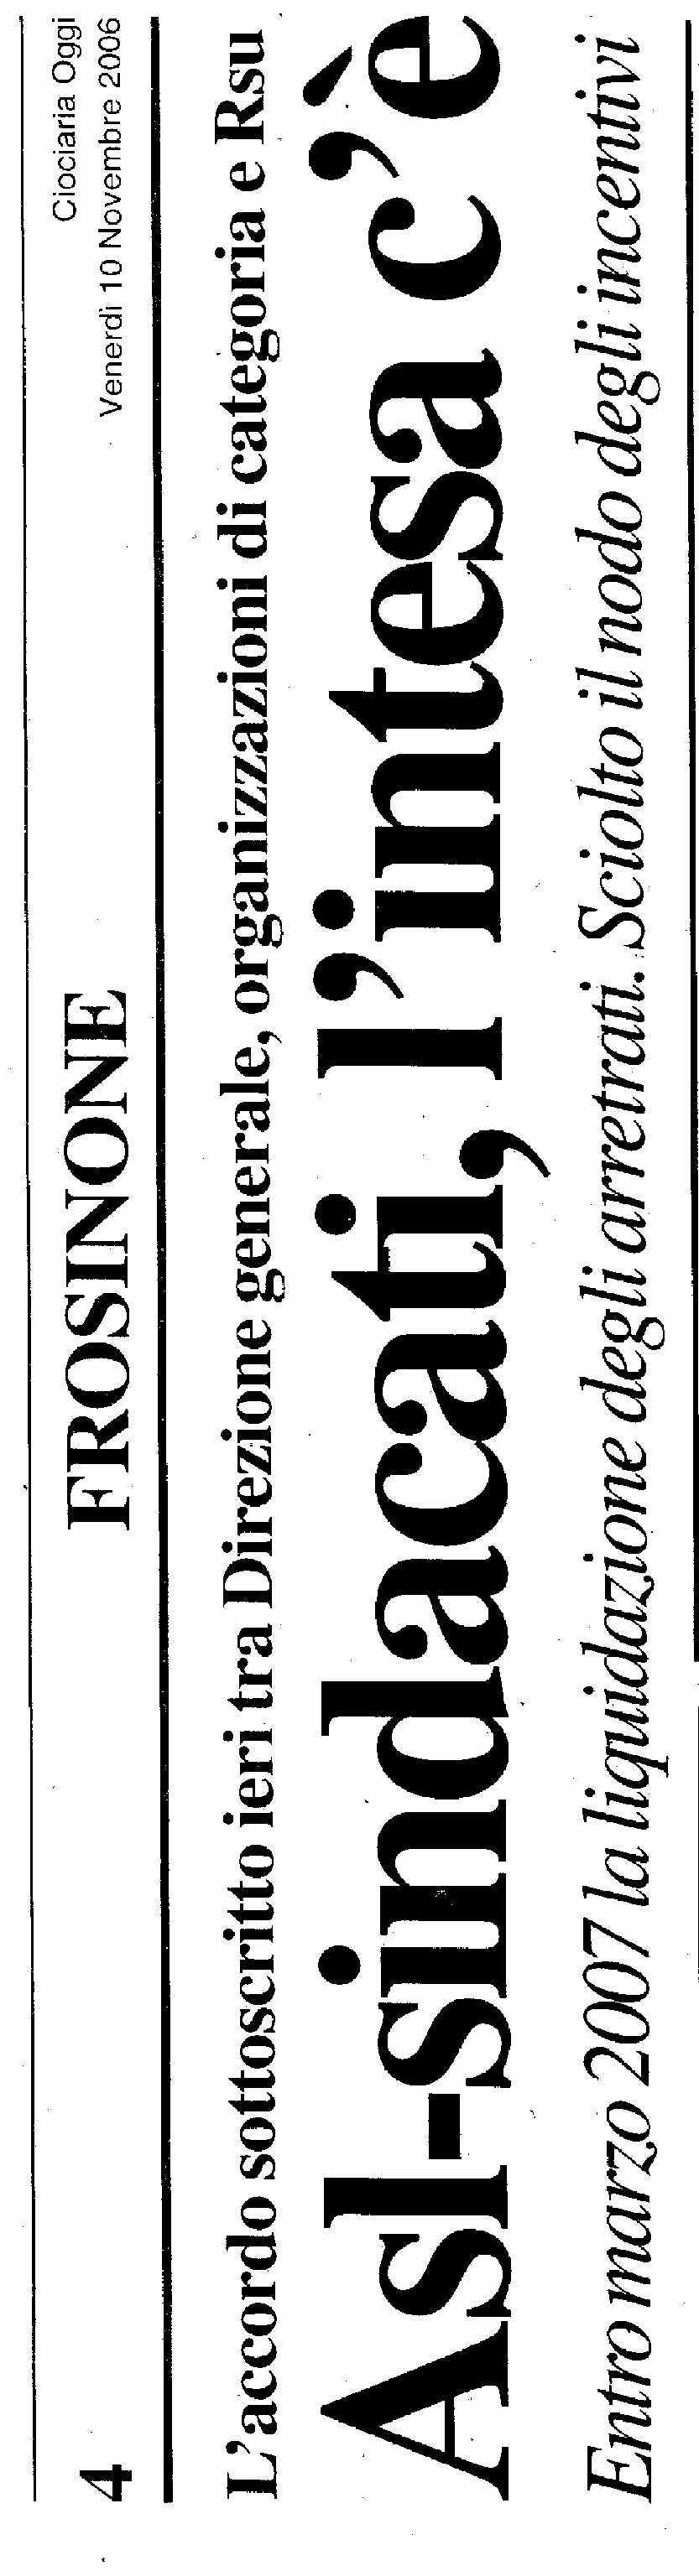 4
FROSINONE
Ciociaria Oggi
Venerdì 10 Novembre 2006
L'accordo sottoscritto ieri tra Direzione generale, organizzazioni di categoria e Rsu
Asl-sindacati, l'intesa c'è
Entro marzo 2007 la liquidazione degli arretrati. Sciolto il nodo degli incentivi